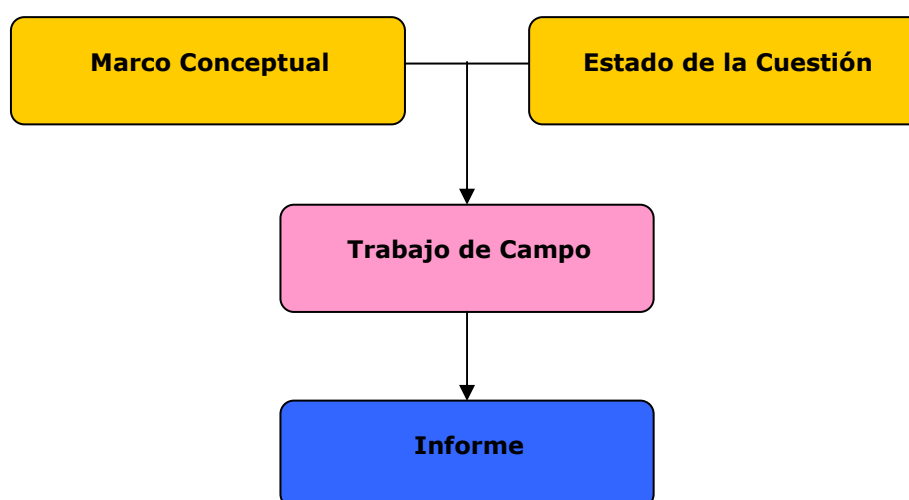 Marco Conceptual
Estado de la Cuestión
Trabajo de Campo
Informe